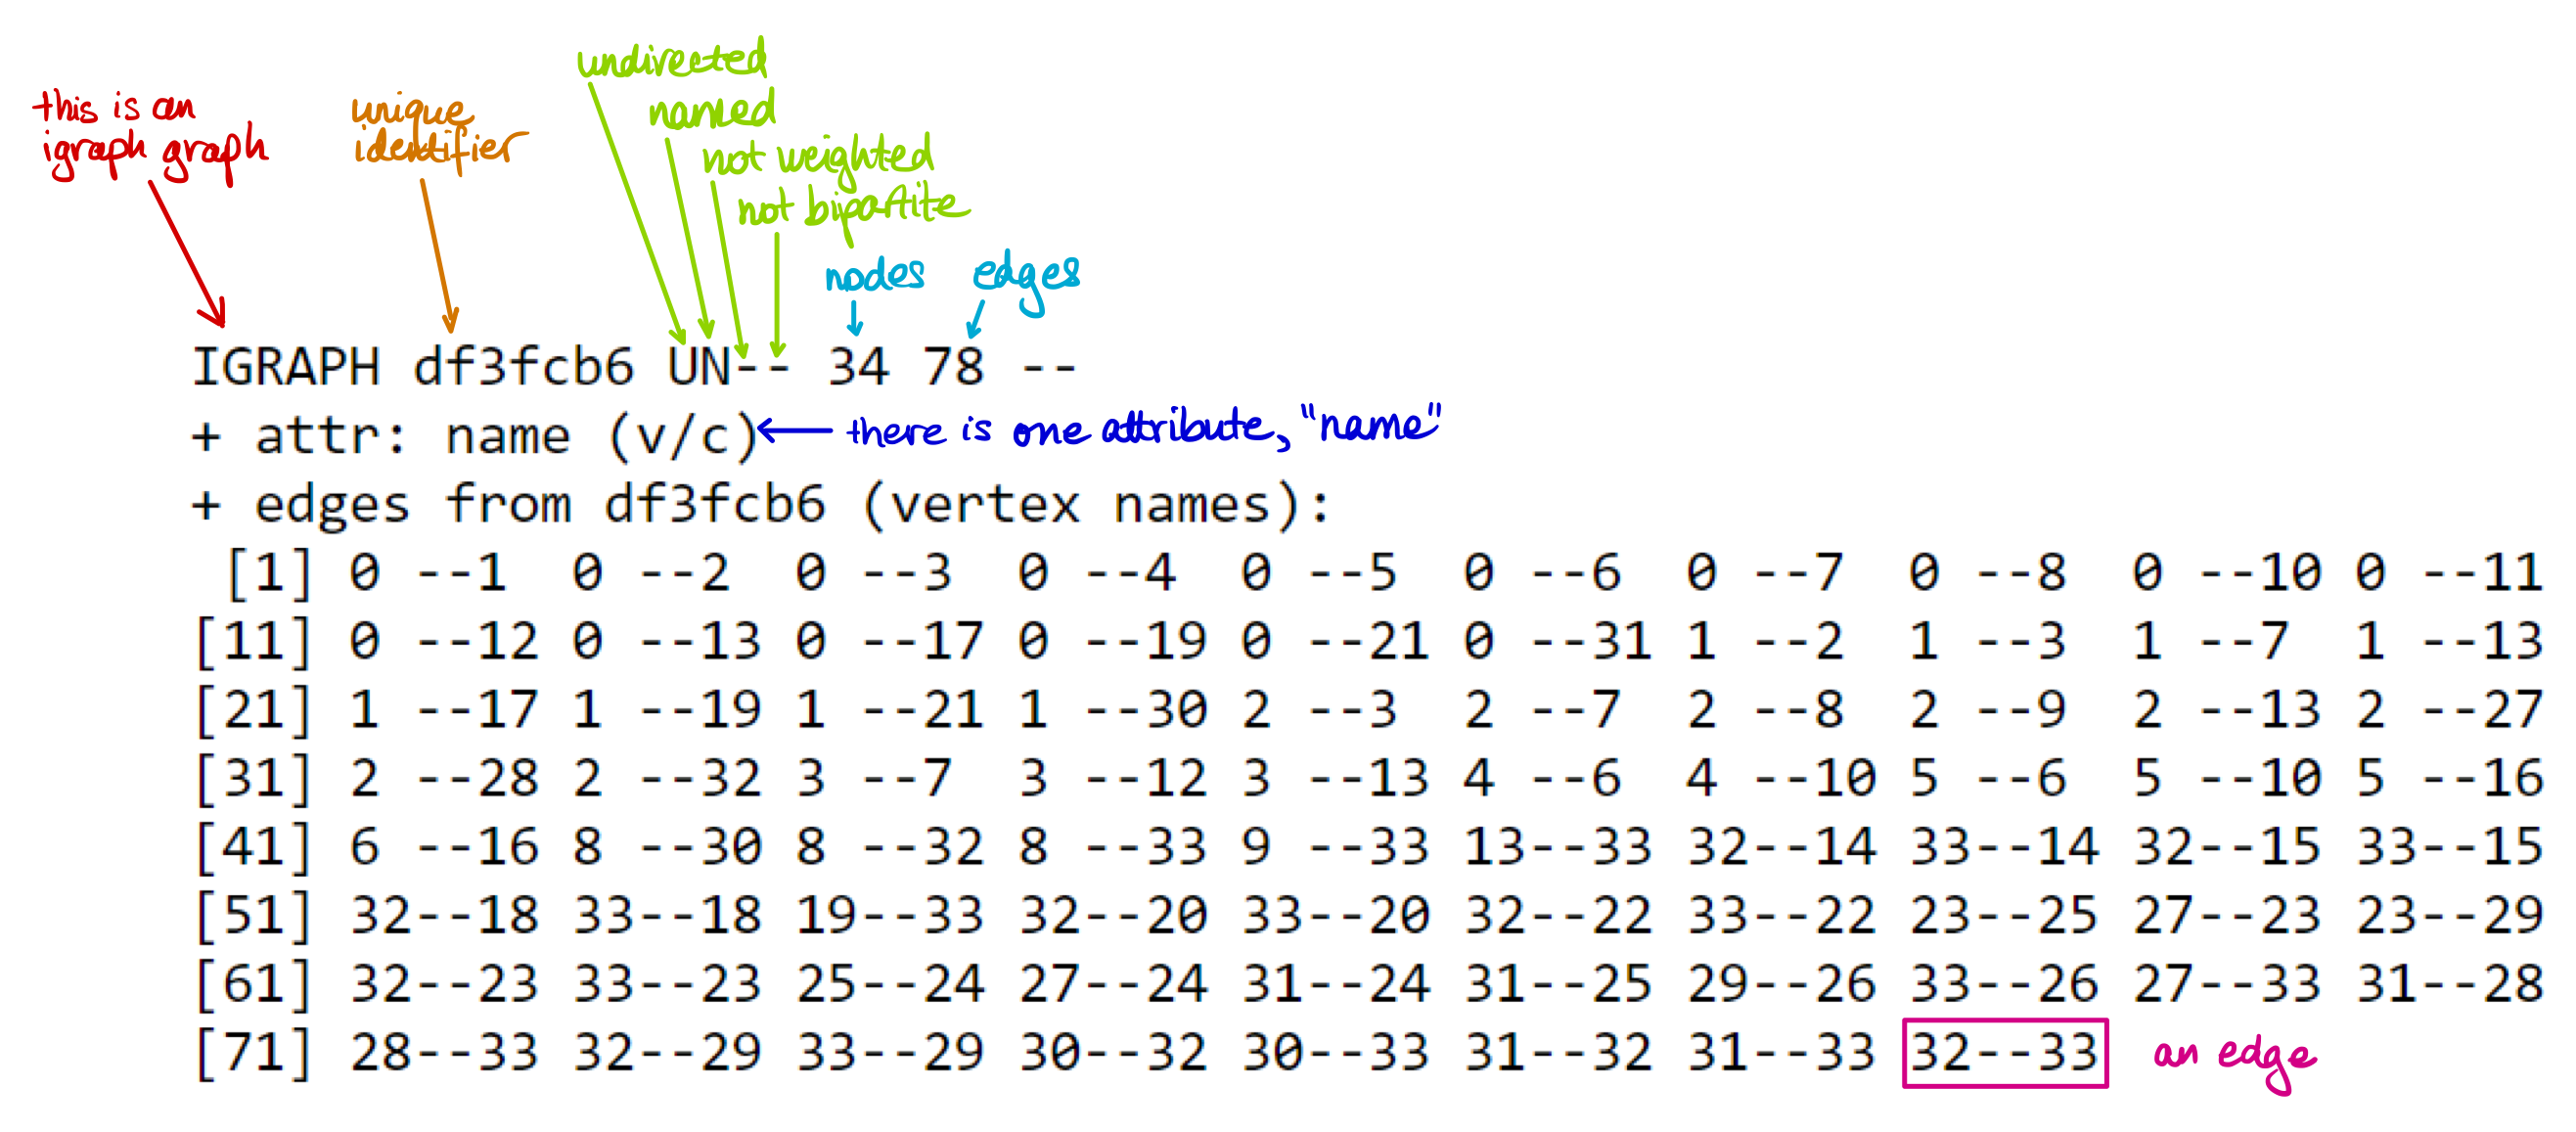 undirected
named
this is an
igraph graph
unique
identifier
not weighted
not bipartite
nodes edges
IGRAPH df3fcb6 UN-- 34 78 --
+ attr: name (v/c) there is one attribute, "name"
+ edges from df3fcb6 (vertex names):
[1] 0 --1 0 --2 0 --3 0 --4 0 --5 0 --6 0 --7 0 --8 0 --10 0 --11
[11] 0 --12 0 --13 0 --17 0 --19 0 --21 0 --31 1 --2 1 --3 1 --7 1 --13
[21] 1 --17 1 --19 1 --21 1 --30 2 --3 2 --7 2 --8 2 --9 2 --13 2 --27
[31] 2 --28 2 --32 3 --7 3 --12 3 --13 4 --6 4 --10 5 --6 5 --10 5 --16
[41] 6 --16 8 --30 8 --32 8 --33 9 --33 13--33 32--14 33--14 32--15 33--15
[51] 32--18 33--18 19--33 32--20 33--20 32--22 33--22 23--25 27--23 23--29
[61] 32--23 33--23 25--24 27--24 31--24 31--25 29--26 33--26 27--33 31--28
[71] 28--33 32--29 33--29 30--32 30--33 31--32 31--33 32--33 an edge